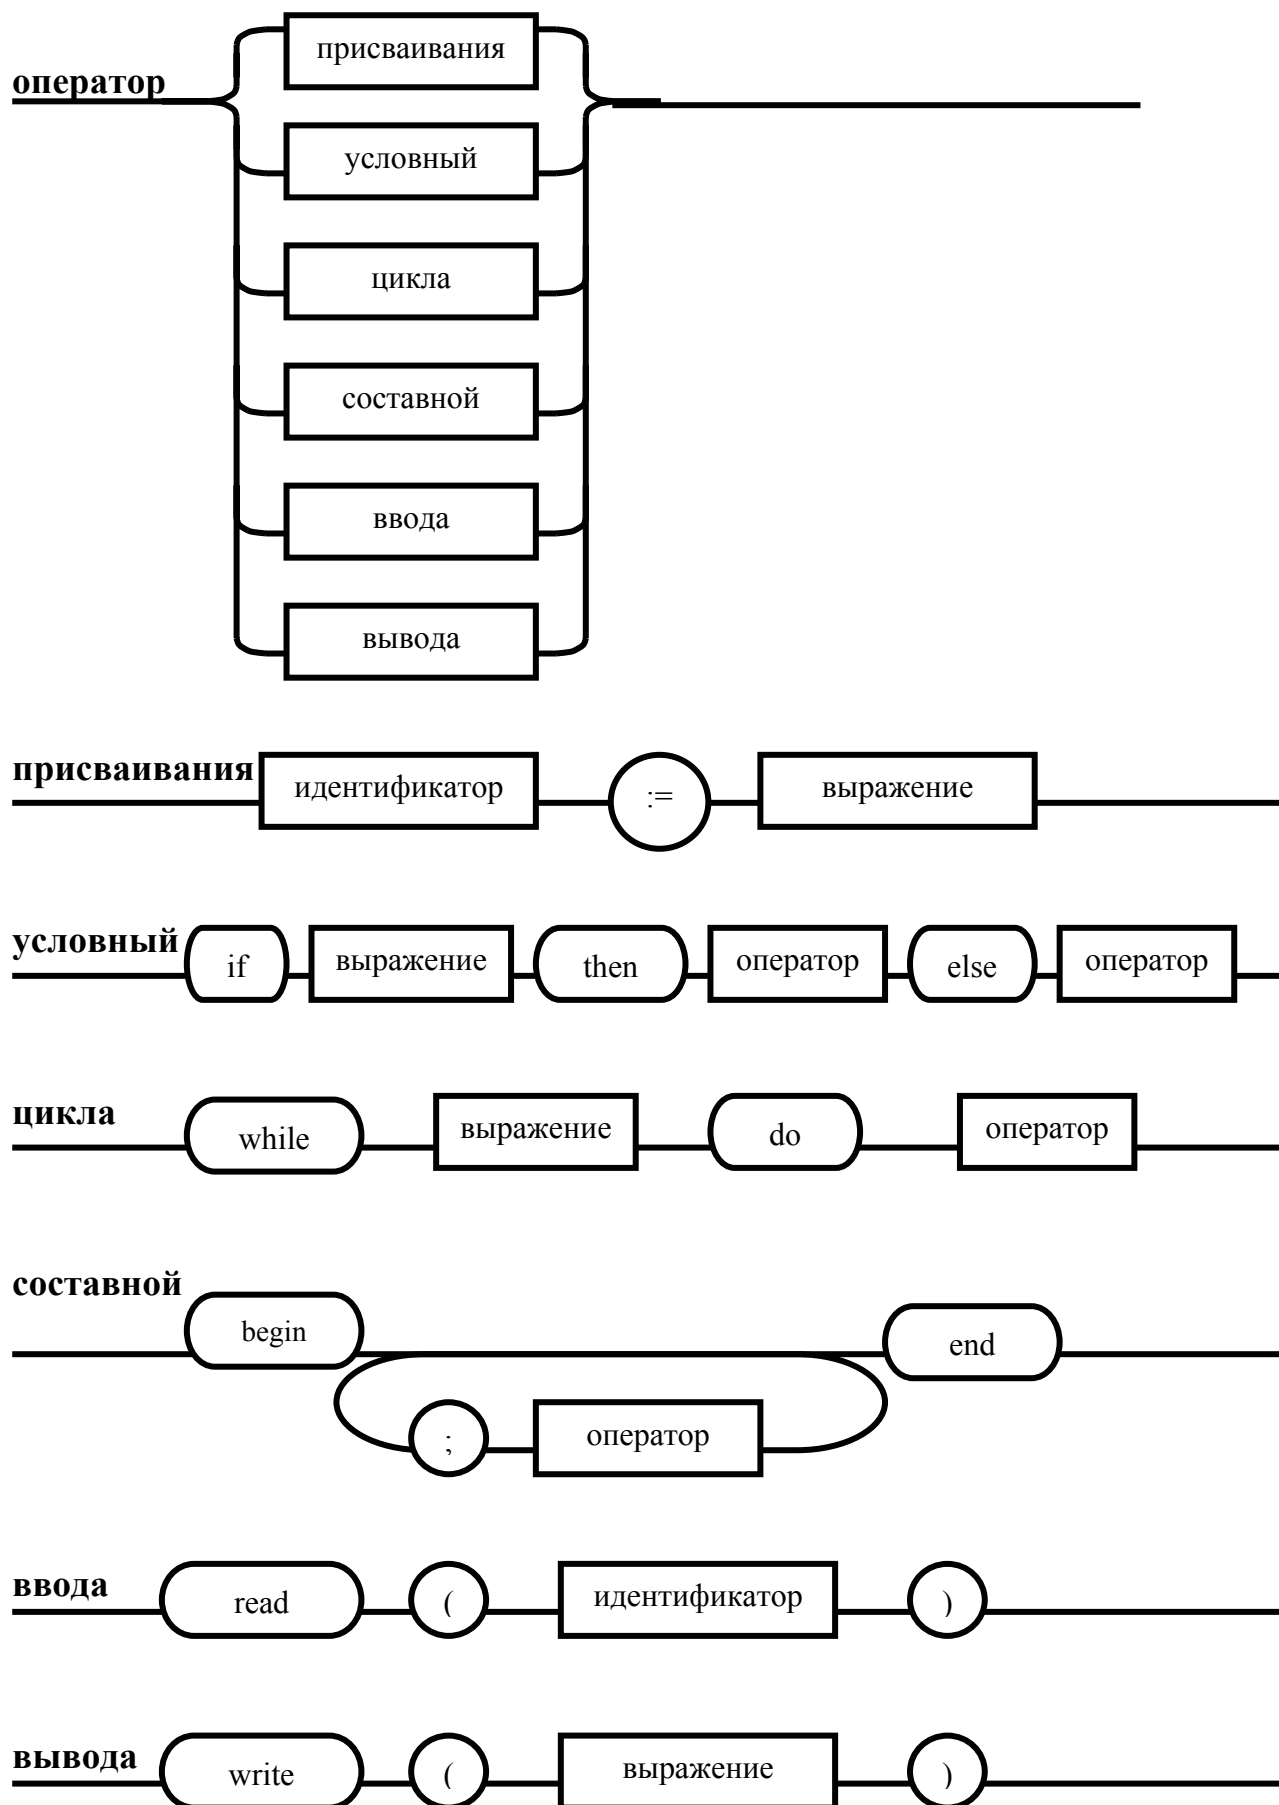 присваивания
оператор
условный
цикла
составной
ввода
вывода
присваивания идентификатор := выражение
условный if выражение then оператор else оператор
цикла while выражение do оператор
составной
begin end
; оператор
ввода read ( идентификатор )
вывода write ( выражение )